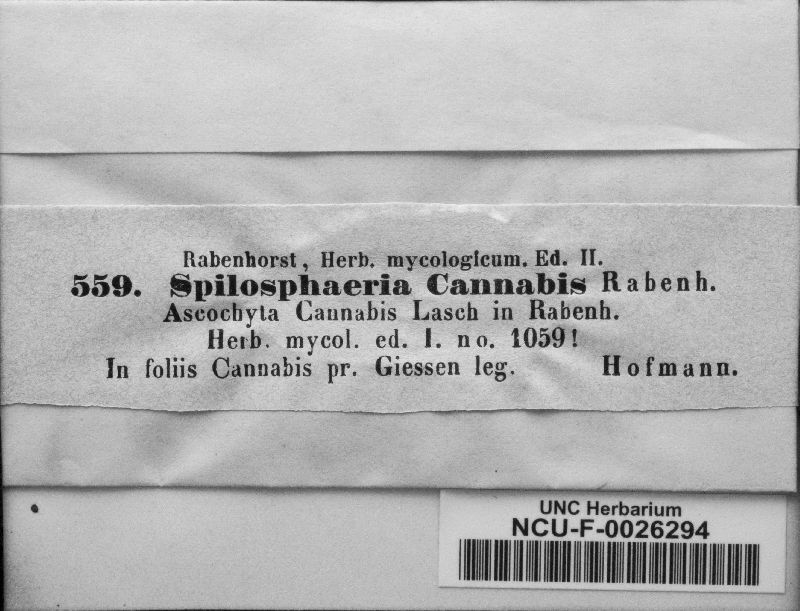 Rabenhorst, Herb. mycologicum. Ed. II.
559. Spilosphaeria Cannabis Rabenh.
Ascochyta Cannabis Lasch in Rabenh.
Herb. mycol. ed. I. no. 1059!
In foliis Cannabis pr. Giessen leg. Hofmann.
UNC Herbarium
NCU-F-0026294